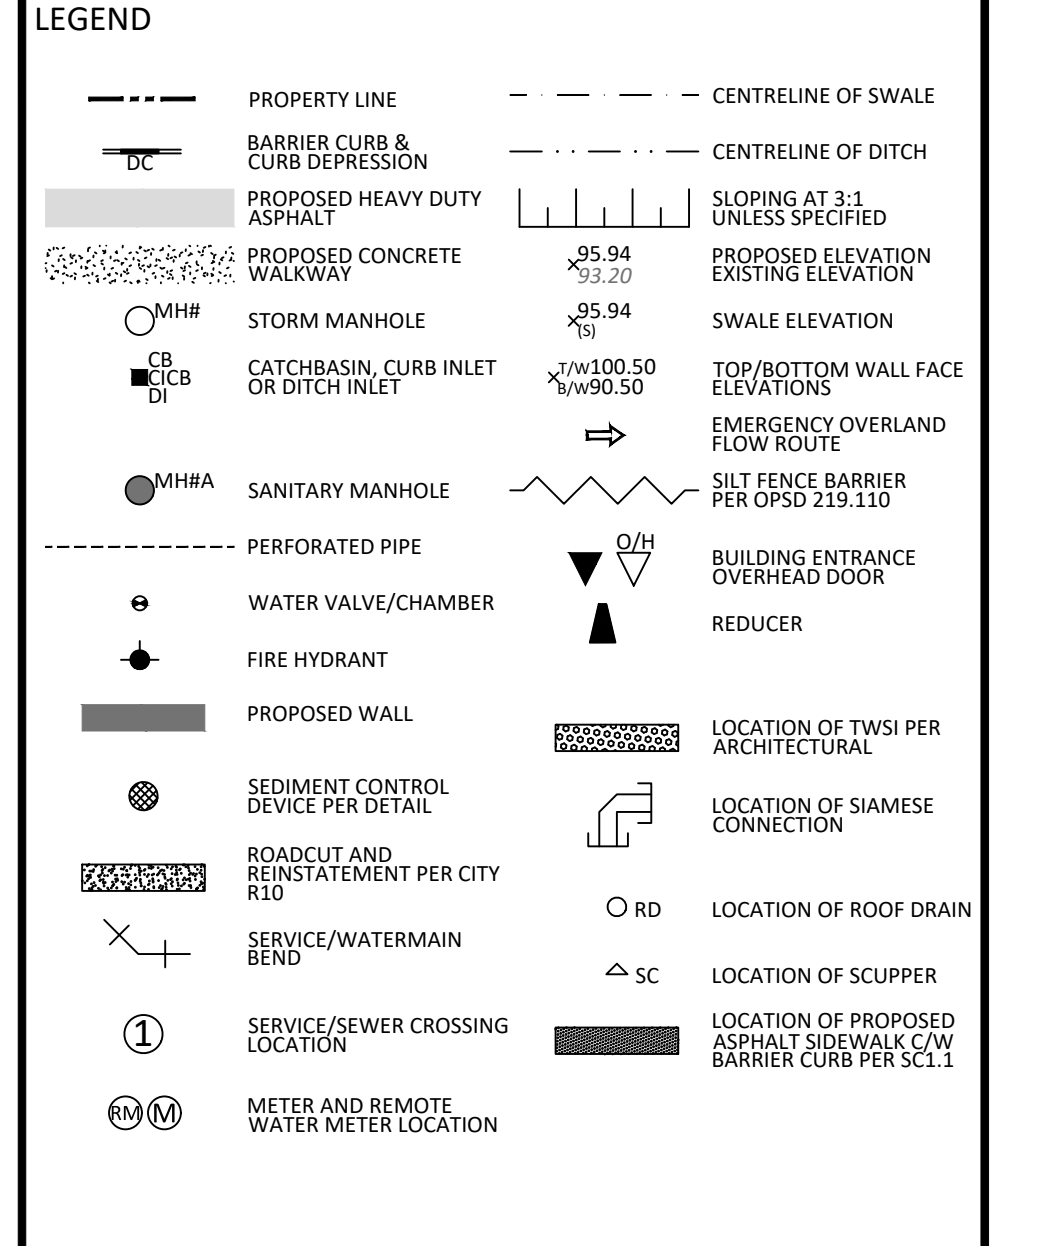 LEGEND
PROPERTY LINE
DC
BARRIER CURB &
CURB DEPRESSION
PROPOSED HEAVY DUTY
ASPHALT
PROPOSED CONCRETE
WALKWAY
MH#
STORM MANHOLE
CB
CICB
DI
CATCHBASIN, CURB INLET
OR DITCH INLET
MH#A
SANITARY MANHOLE
PERFORATED PIPE
WATER VALVE/CHAMBER
FIRE HYDRANT
PROPOSED WALL
SEDIMENT CONTROL
DEVICE PER DETAIL
ROADCUT AND
REINSTATEMENT PER CITY
R10
SERVICE/WATERMAIN
BEND
1
SERVICE/SEWER CROSSING
LOCATION
RM M
METER AND REMOTE
WATER METER LOCATION
CENTRELINE OF SWALE
CENTRELINE OF DITCH
SLOPING AT 3:1
UNLESS SPECIFIED
95.94
93.20
PROPOSED ELEVATION
EXISTING ELEVATION
95.94
(S)
SWALE ELEVATION
T/W100.50
B/W90.50
TOP/BOTTOM WALL FACE
ELEVATIONS
EMERGENCY OVERLAND
FLOW ROUTE
SILT FENCE BARRIER
PER OPSD 219.110
O/H
BUILDING ENTRANCE
OVERHEAD DOOR
REDUCER
LOCATION OF TWSI PER
ARCHITECTURAL
LOCATION OF SIAMESE
CONNECTION
RD
LOCATION OF ROOF DRAIN
SC
LOCATION OF SCUPPER
LOCATION OF PROPOSED
ASPHALT SIDEWALK C/W
BARRIER CURB PER SC1.1